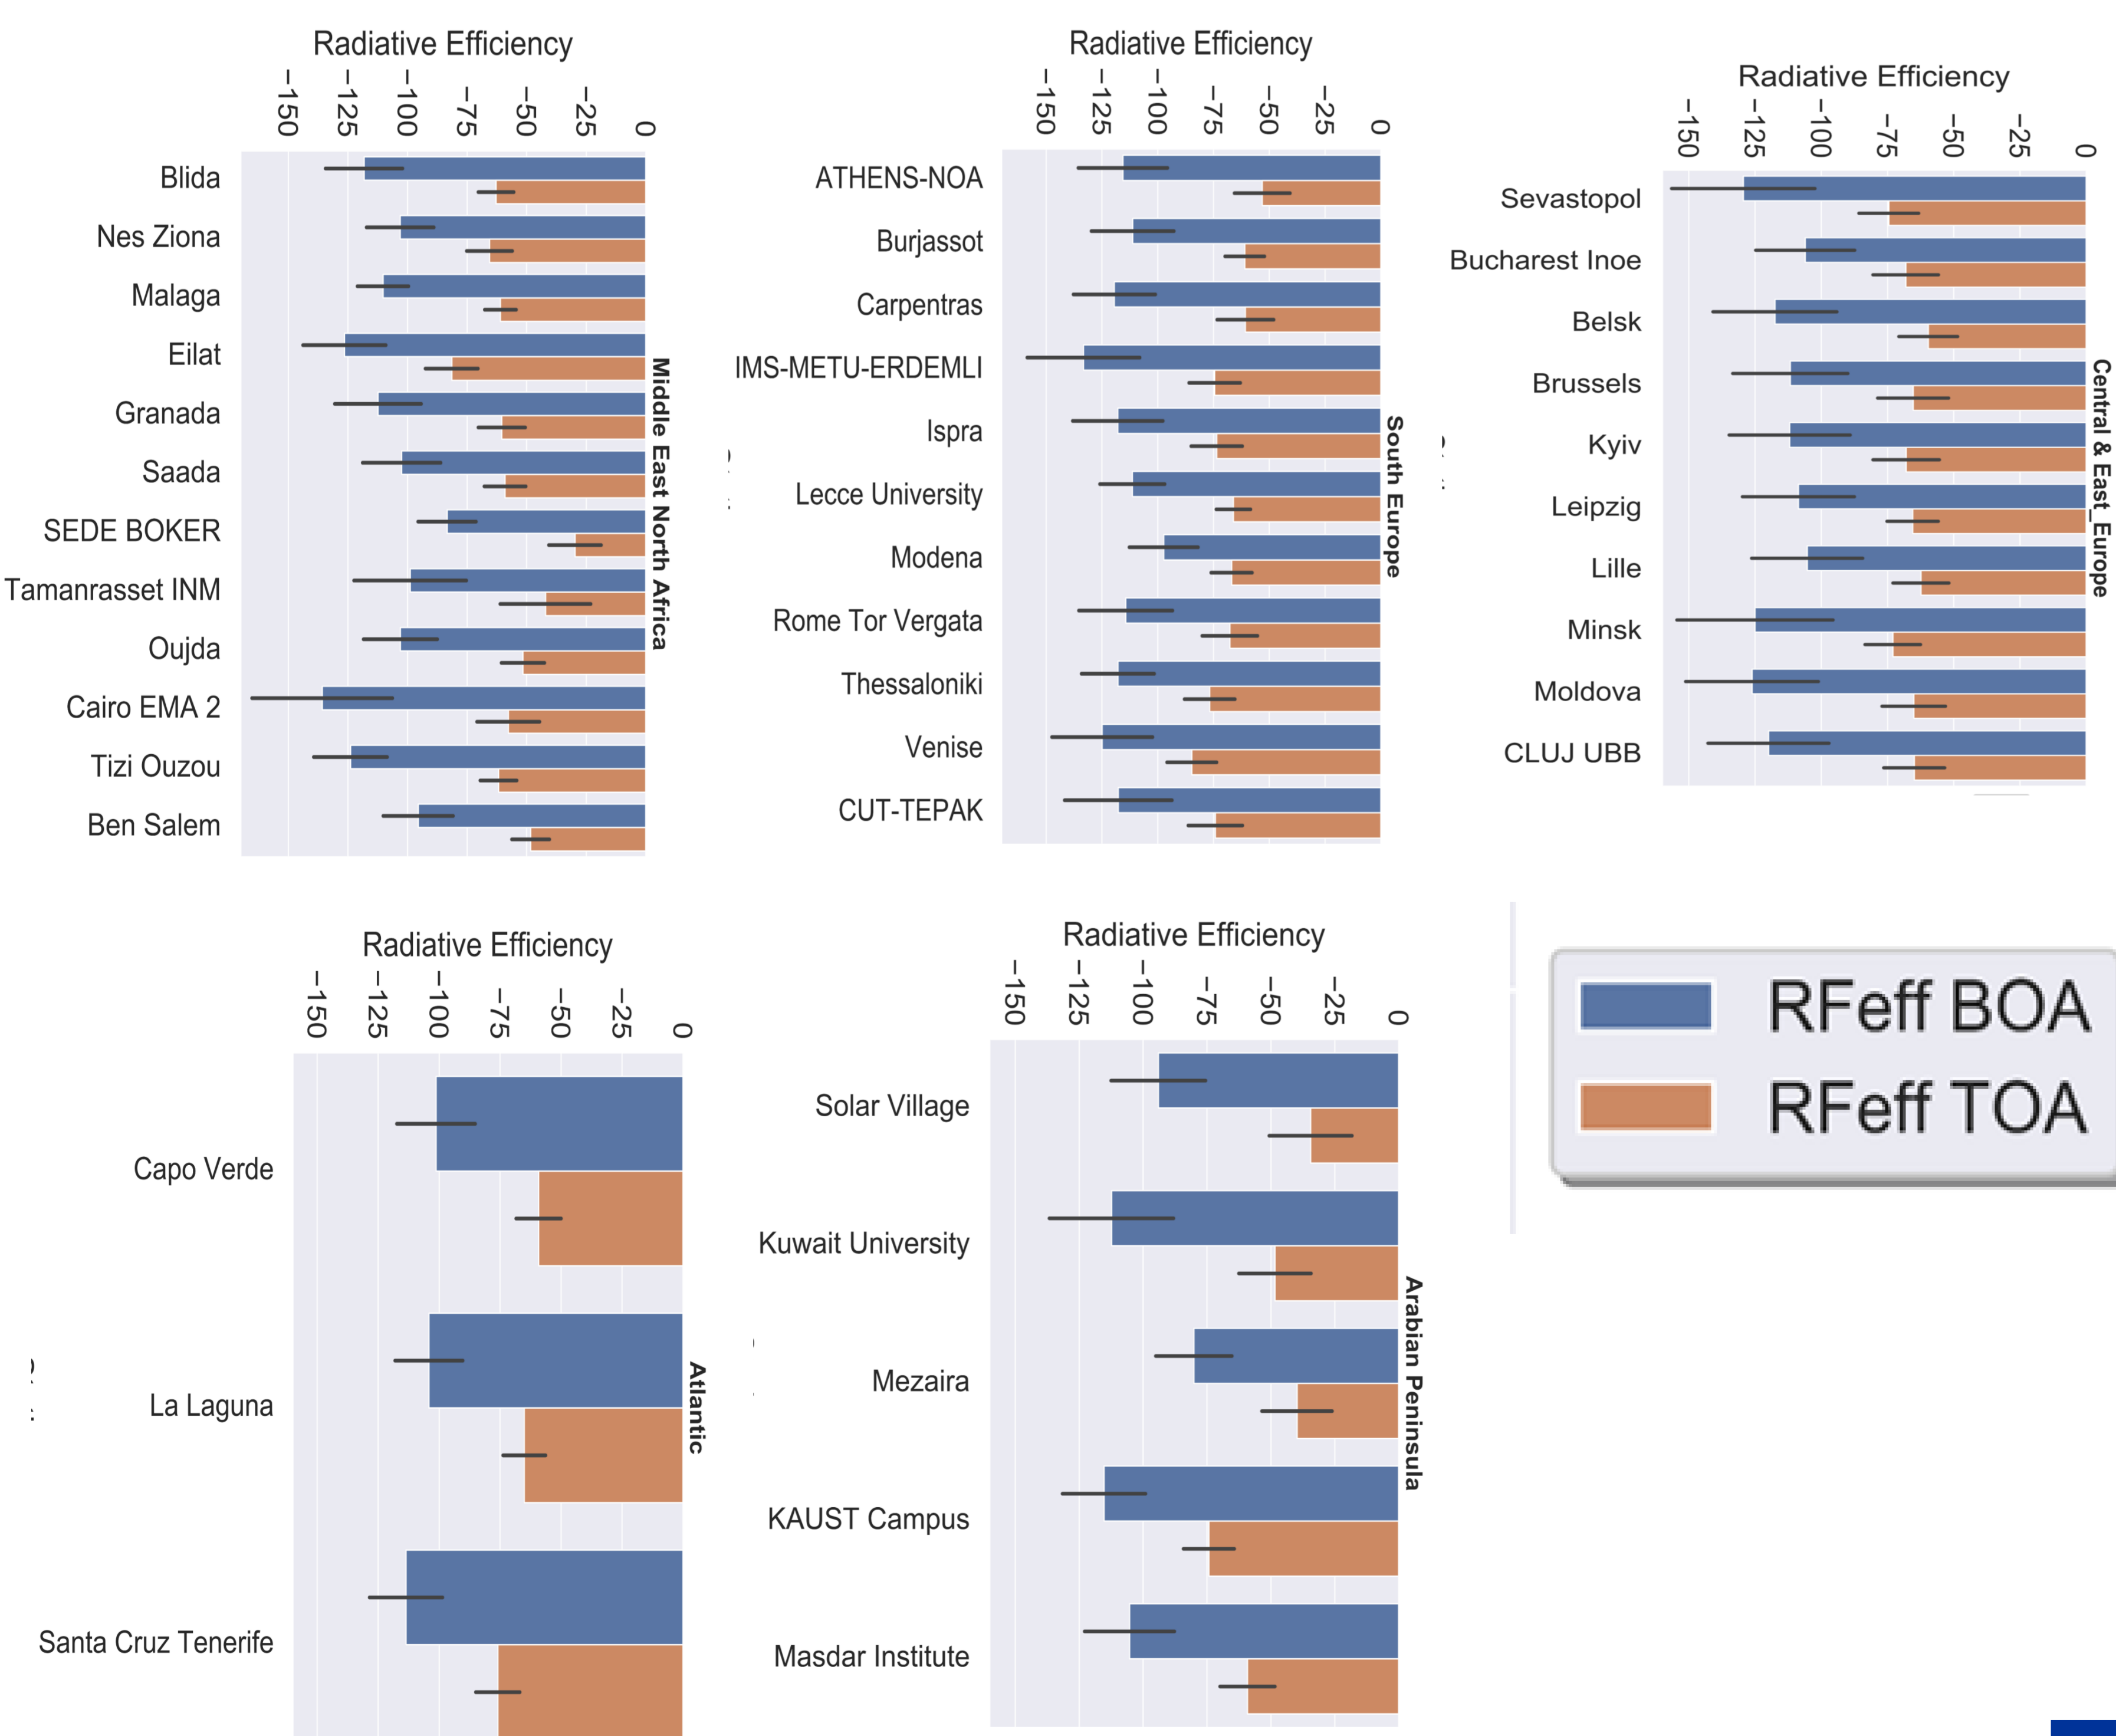 Radiative Efficiency
−150
−125
−100
−75
−50
−25
0
Blida
Nes Ziona
Malaga
Eilat
Granada
Saada
SEDE BOKER
Tamanrasset INM
Oujda
Cairo EMA 2
Tizi Ouzou
Ben Salem
Middle East North Africa
Radiative Efficiency
−150
−125
−100
−75
−50
−25
0
ATHENS-NOA
Burjassot
Carpentras
IMS-METU-ERDEMLI
Ispra
Lecce University
Modena
Rome Tor Vergata
Thessaloniki
Venise
CUT-TEPAK
South Europe
Radiative Efficiency
−150
−125
−100
−75
−50
−25
0
Sevastopol
Bucharest Inoe
Belsk
Brussels
Kyiv
Leipzig
Lille
Minsk
Moldova
CLUJ UBB
Central & East_Europe
Radiative Efficiency
−150
−125
−100
−75
−50
−25
0
Capo Verde
La Laguna
Santa Cruz Tenerife
Atlantic
Radiative Efficiency
−150
−125
−100
−75
−50
−25
0
Solar Village
Kuwait University
Mezaira
KAUST Campus
Masdar Institute
Arabian Peninsula
RFeff BOA
RFeff TOA